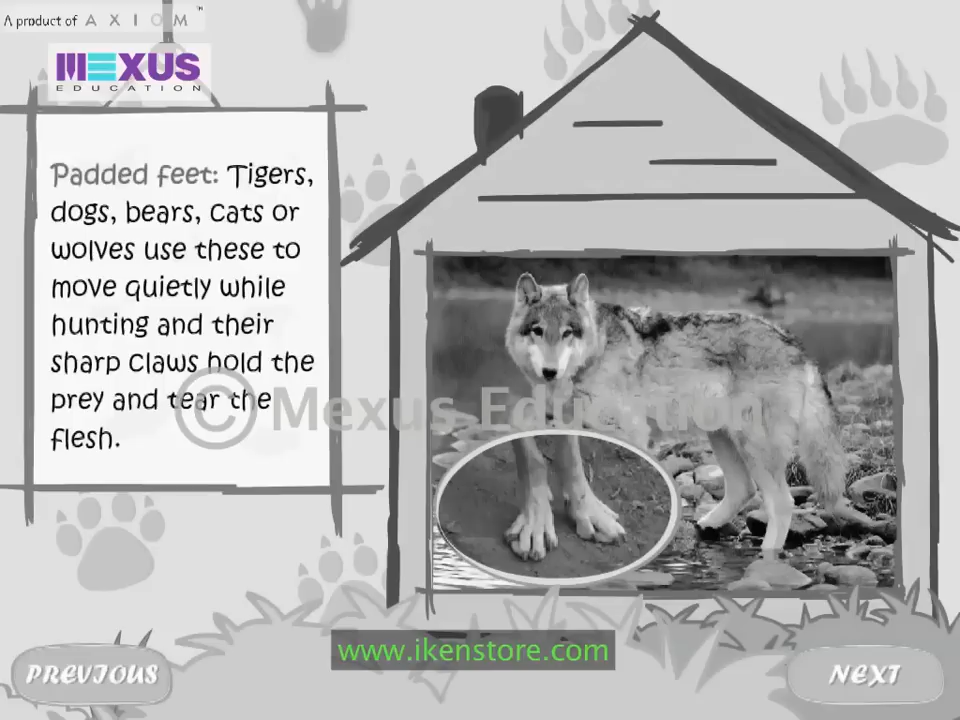 A product of A X I O M ™
MEXUS
EDUCATION
Padded feet: Tigers,
dogs, bears, cats or
wolves use these to
move quietly while
hunting and their
sharp claws hold the
prey and tear the
flesh.
© Mexus Education
www.ikenstore.com
PREVIOUS
NEXT